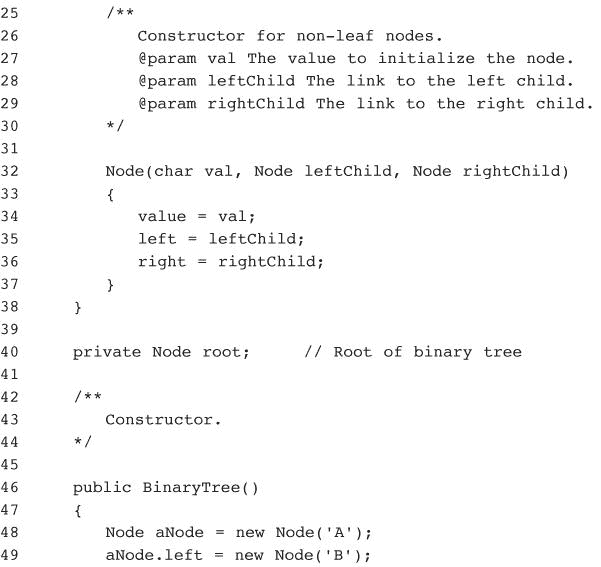 25 /**
26 Constructor for non-leaf nodes.
27 @param val The value to initialize the node.
28 @param leftChild The link to the left child.
29 @param rightChild The link to the right child.
30 */
31
32 Node(char val, Node leftChild, Node rightChild)
33 {
34 value = val;
35 left = leftChild;
36 right = rightChild;
37 }
38 }
39
40 private Node root; // Root of binary tree
41
42 /**
43 Constructor.
44 */
45
46 public BinaryTree()
47 {
48 Node aNode = new Node('A');
49 aNode.left = new Node('B');